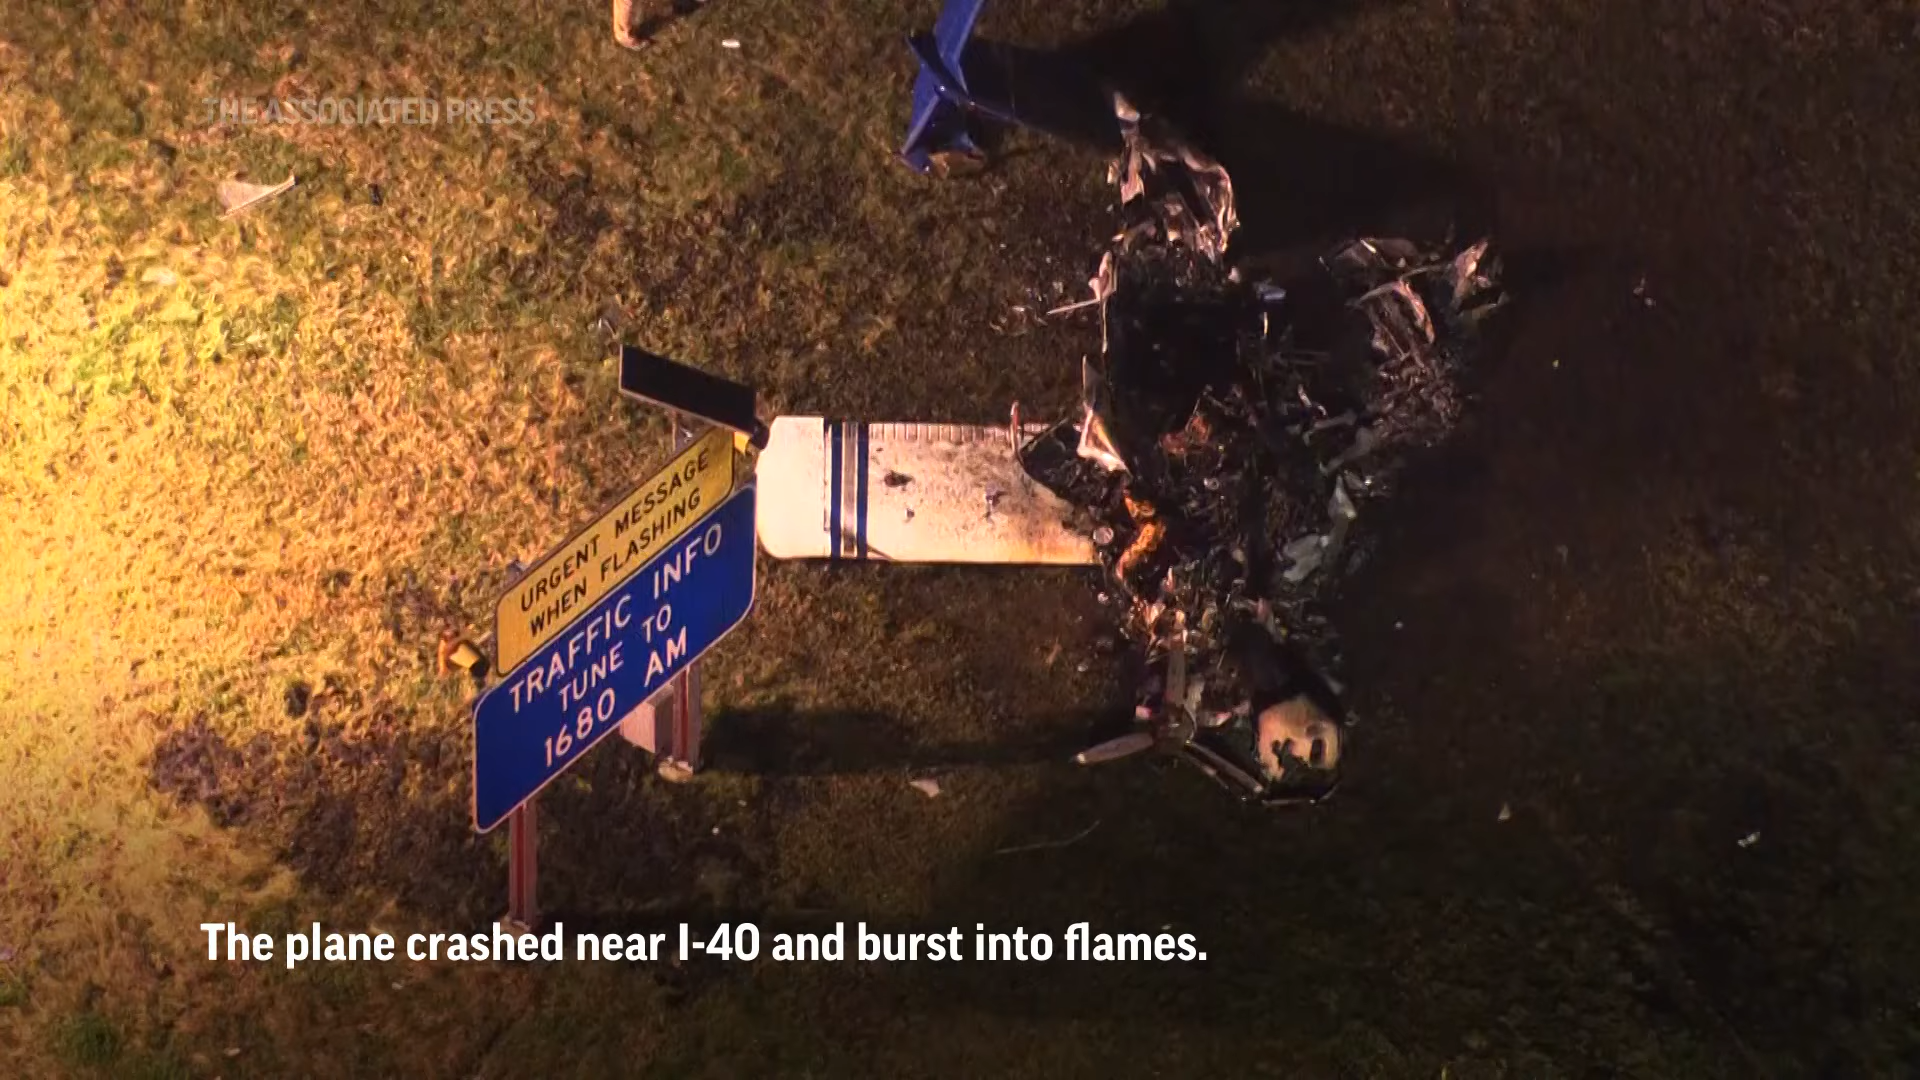 THE ASSOCIATED PRESS
URGENT MESSAGE
WHEN FLASHING
TRAFFIC INFO
TUNE TO
1680 AM
The plane crashed near I-40 and burst into flames.